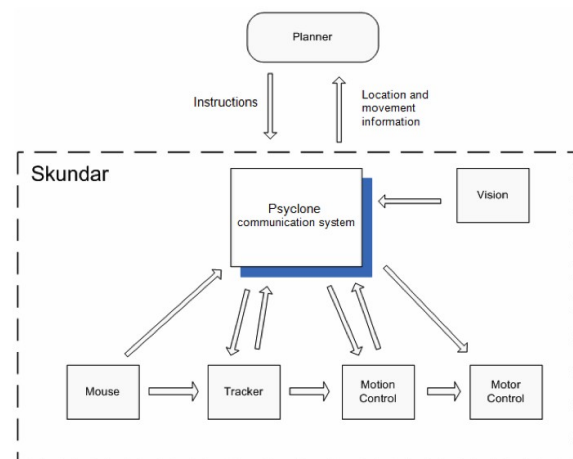 Planner
Instructions
Location and
movement
information
Skundar
Psyclone
communication system
Vision
Mouse
Tracker
Motion
Control
Motor
Control